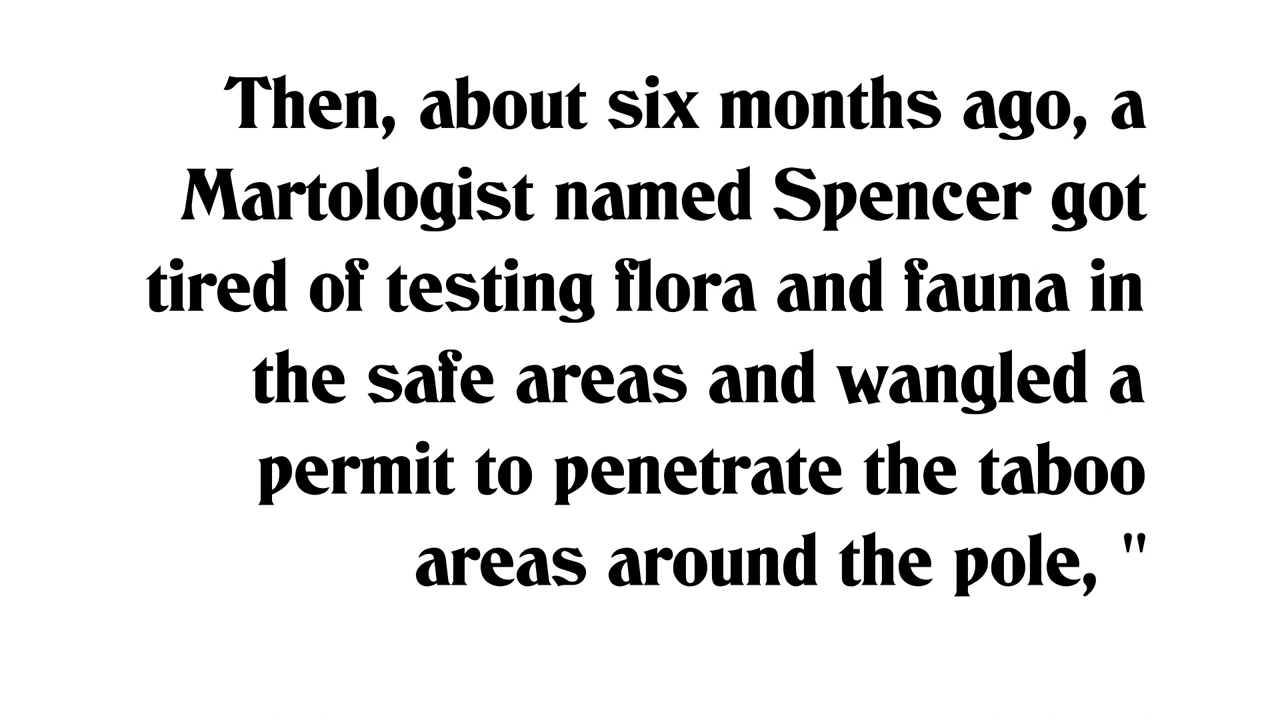 Then, about six months ago, a
Martologist named Spencer got
tired of testing flora and fauna in
the safe areas and wangled a
permit to penetrate the taboo
areas around the pole, "